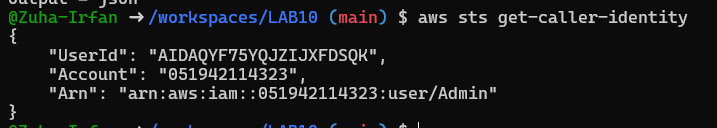 output = json
@Zuha-Irfan → /workspaces/LAB10 (main) $ aws sts get-caller-identity
{
    "UserId": "AIDAQYF75YQJZIJXFDSQK",
    "Account": "051942114323",
    "Arn": "arn:aws:iam::051942114323:user/Admin"
}
@Zuha-Irfan → /workspaces/LAB10 (main) $